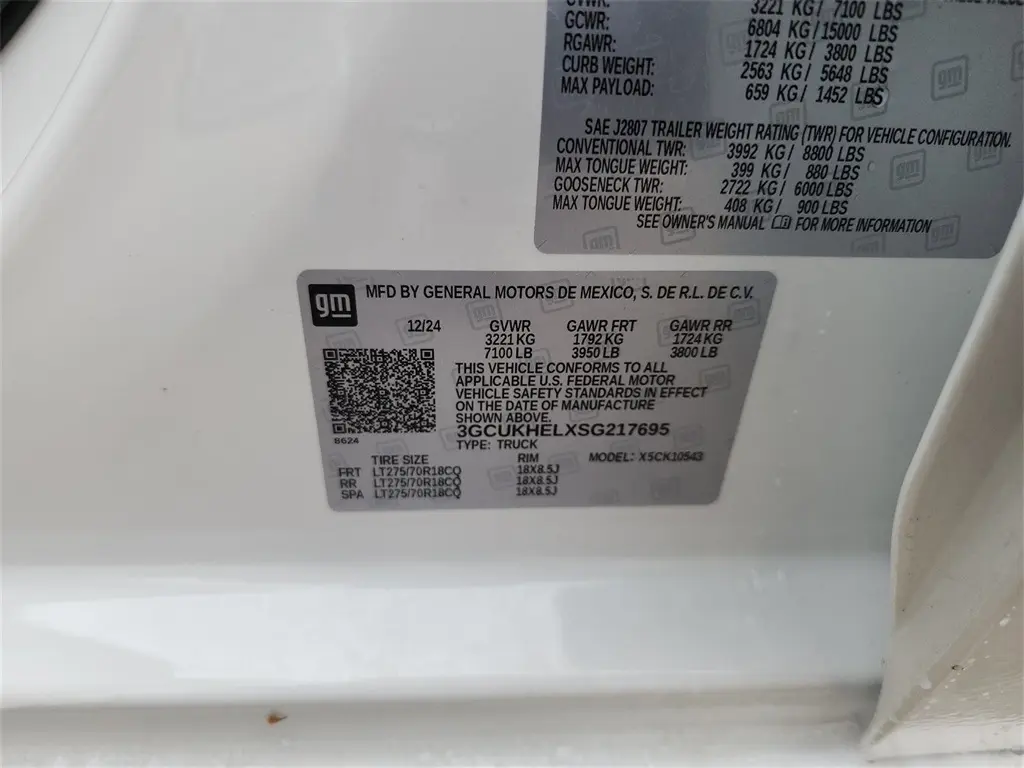 GVWR: 3221 KG / 7100 LBS
GCWR: 6804 KG / 15000 LBS
RGAWR: 1724 KG / 3800 LBS
CURB WEIGHT: 2563 KG / 5648 LBS
MAX PAYLOAD: 659 KG / 1452 LBS
SAE J2807 TRAILER WEIGHT RATING (TWR) FOR VEHICLE CONFIGURATION.
CONVENTIONAL TWR: 3992 KG / 8800 LBS
MAX TONGUE WEIGHT: 399 KG / 880 LBS
GOOSENECK TWR: 2722 KG / 6000 LBS
MAX TONGUE WEIGHT: 408 KG / 900 LBS
SEE OWNER'S MANUAL FOR MORE INFORMATION
gm MFD BY GENERAL MOTORS DE MEXICO, S. DE R.L. DE C.V.
12/24 GVWR GAWR FRT GAWR RR
3221 KG 1792 KG 1724 KG
7100 LB 3950 LB 3800 LB
THIS VEHICLE CONFORMS TO ALL
APPLICABLE U.S. FEDERAL MOTOR
VEHICLE SAFETY STANDARDS IN EFFECT
ON THE DATE OF MANUFACTURE
SHOWN ABOVE.
8624
3GCUKHELXSG217695
TYPE: TRUCK
TIRE SIZE RIM MODEL: X5CK10543
FRT LT275/70R18CQ 18X8.5J
RR LT275/70R18CQ 18X8.5J
SPA LT275/70R18CQ 18X8.5J